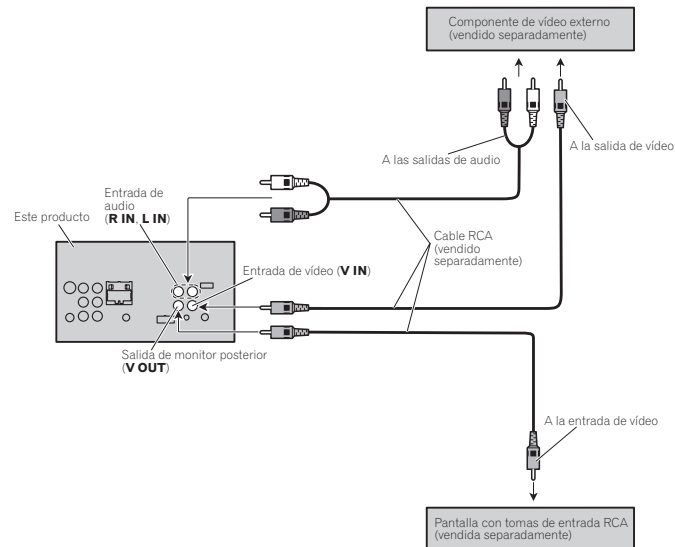 Componente de vídeo externo
(vendido separadamente)
A la salida de vídeo
A las salidas de audio
Entrada de
audio
(R IN, L IN)
Este producto
Cable RCA
(vendido
separadamente)
Entrada de vídeo (V IN)
Salida de monitor posterior
(V OUT)
A la entrada de vídeo
Pantalla con tomas de entrada RCA
(vendida separadamente)